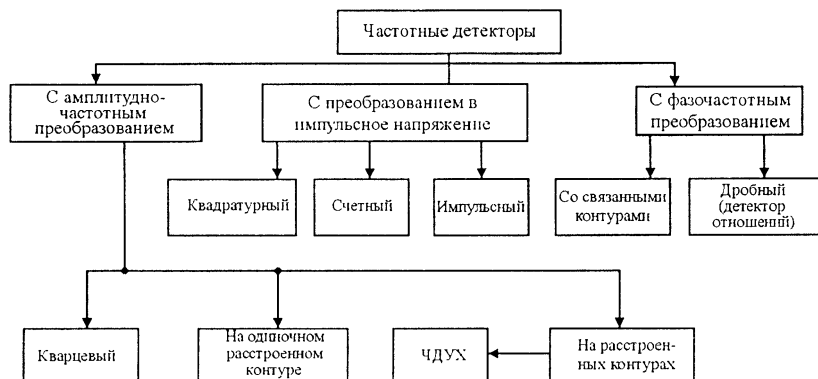 Частотные детекторы
С амплитудно-
частотным
преобразованием
С преобразованием в
импульсное напряжение
С фазочастотным
преобразованием
Квадратурный
Счетный
Импульсный
Со связанными
контурами
Дробный
(детектор
отношений)
Кварцевый
На одиночном
расстроенном
контуре
ЧДУХ
На расстроен-
ных контурах